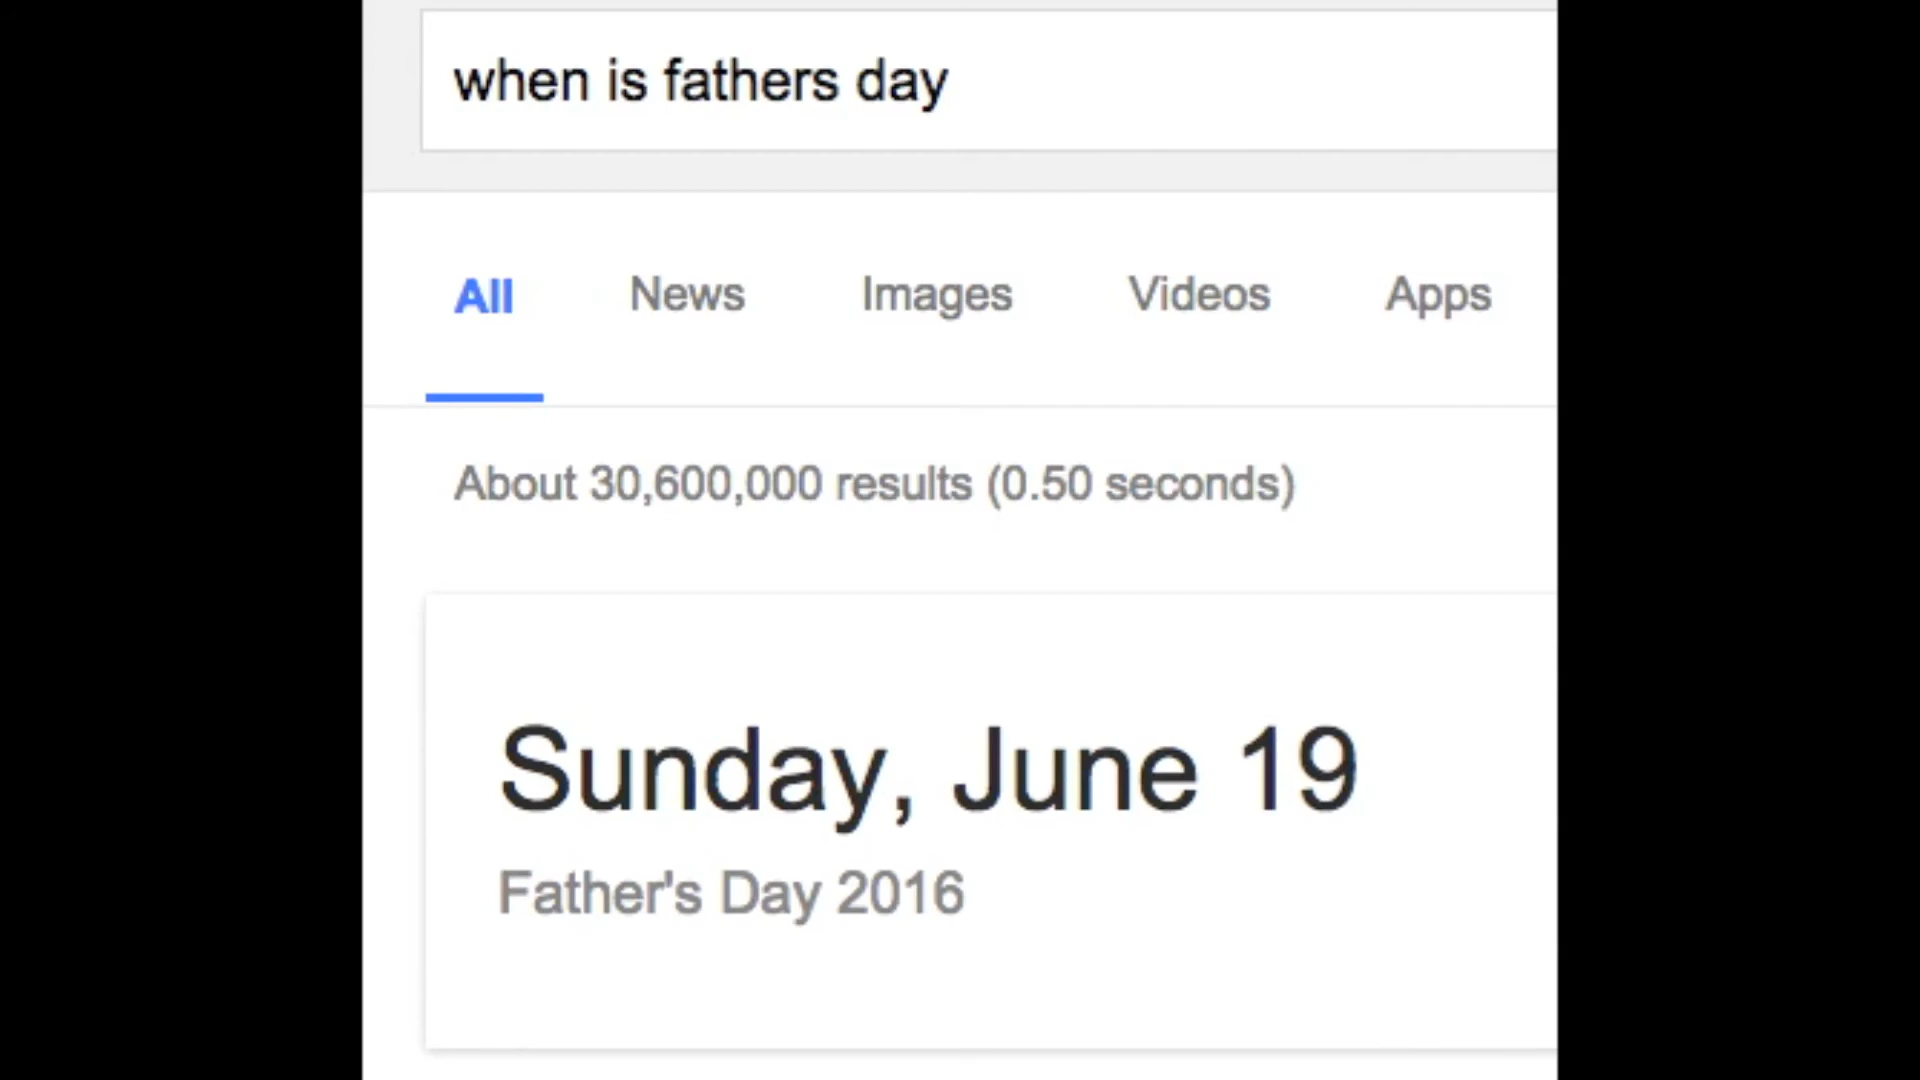 when is fathers day
All News Images Videos Apps
About 30,600,000 results (0.50 seconds)
Sunday, June 19
Father's Day 2016